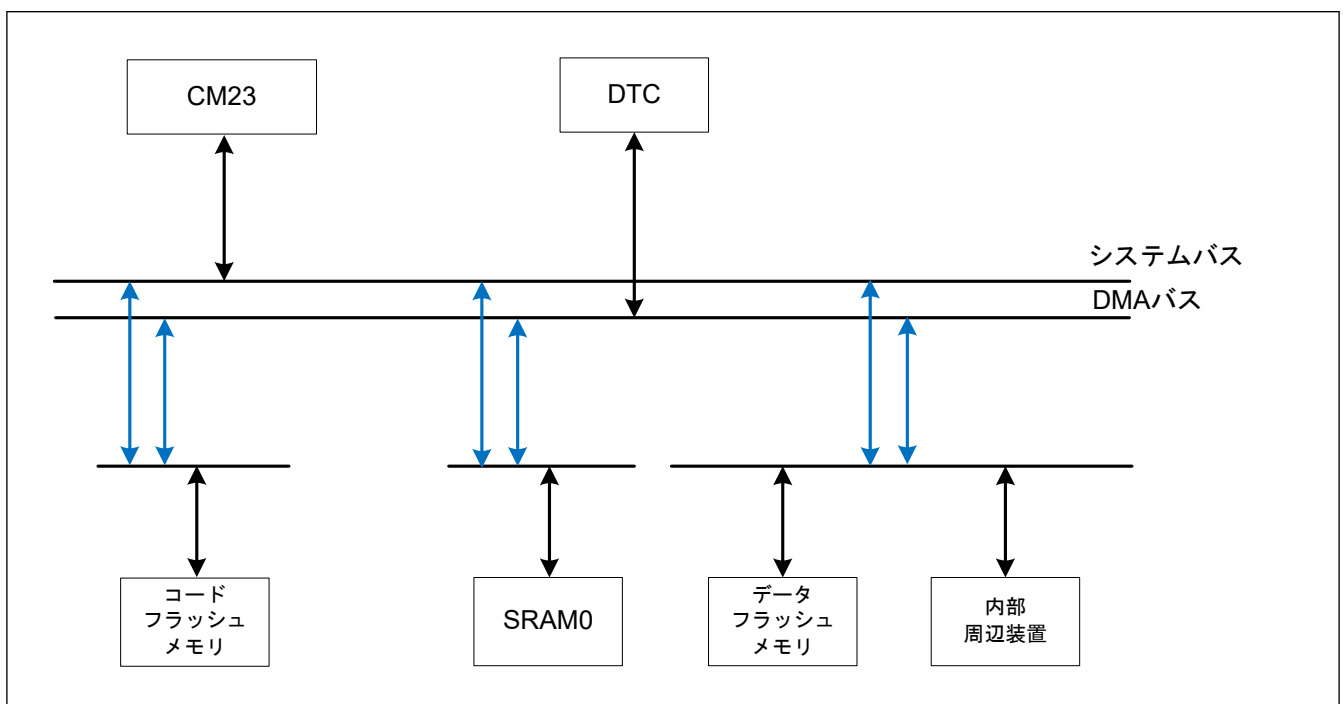 CM23
DTC
システムバス
DMAバス
コード
フラッシュ
メモリ
SRAM0
データ
フラッシュ
メモリ
内部
周辺装置